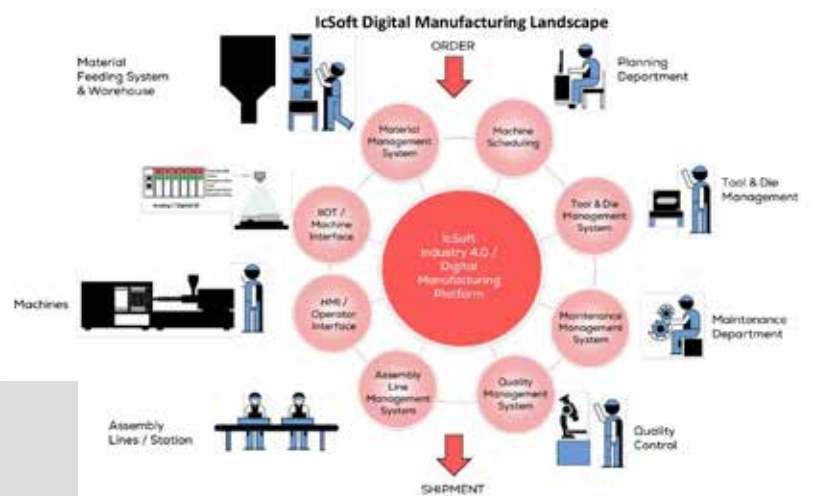 IcSoft Digital Manufacturing Landscape
ORDER
Material
Feeding System
& Warehouse
Planning
Department
Material
Management
System
Machine
Scheduling
Tool & Die
Management
System
Tool & Die
Management
Machine
Interface
IcSoft
Industry 4.0 /
Digital
Manufacturing
Platform
Machines
HMI /
Operator
Interface
Maintenance
Management
System
Maintenance
Department
Assembly
Line
Management
System
Quality
Management
System
Assembly
Lines / Station
Quality
Control
SHIPMENT